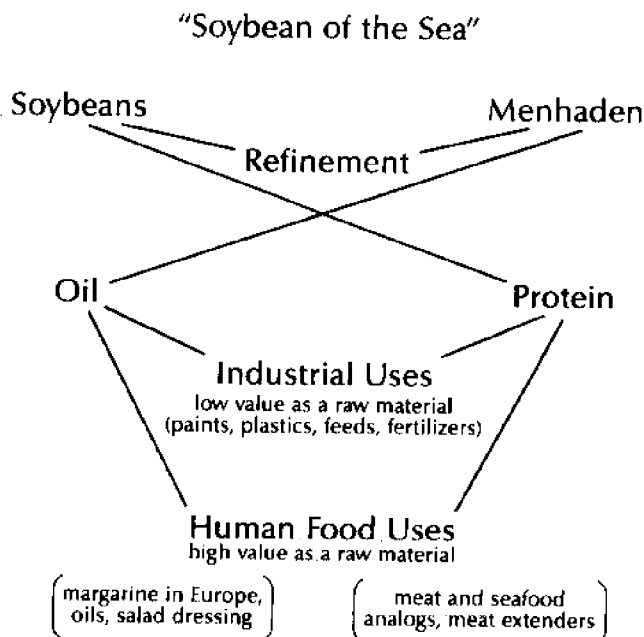 "Soybean of the Sea"
Soybeans
Menhaden
Refinement
Oil
Protein
Industrial Uses
low value as a raw material
(paints, plastics, feeds, fertilizers)
Human Food Uses
high value as a raw material
(margarine in Europe,
oils, salad dressing)
(meat and seafood
analogs, meat extenders)